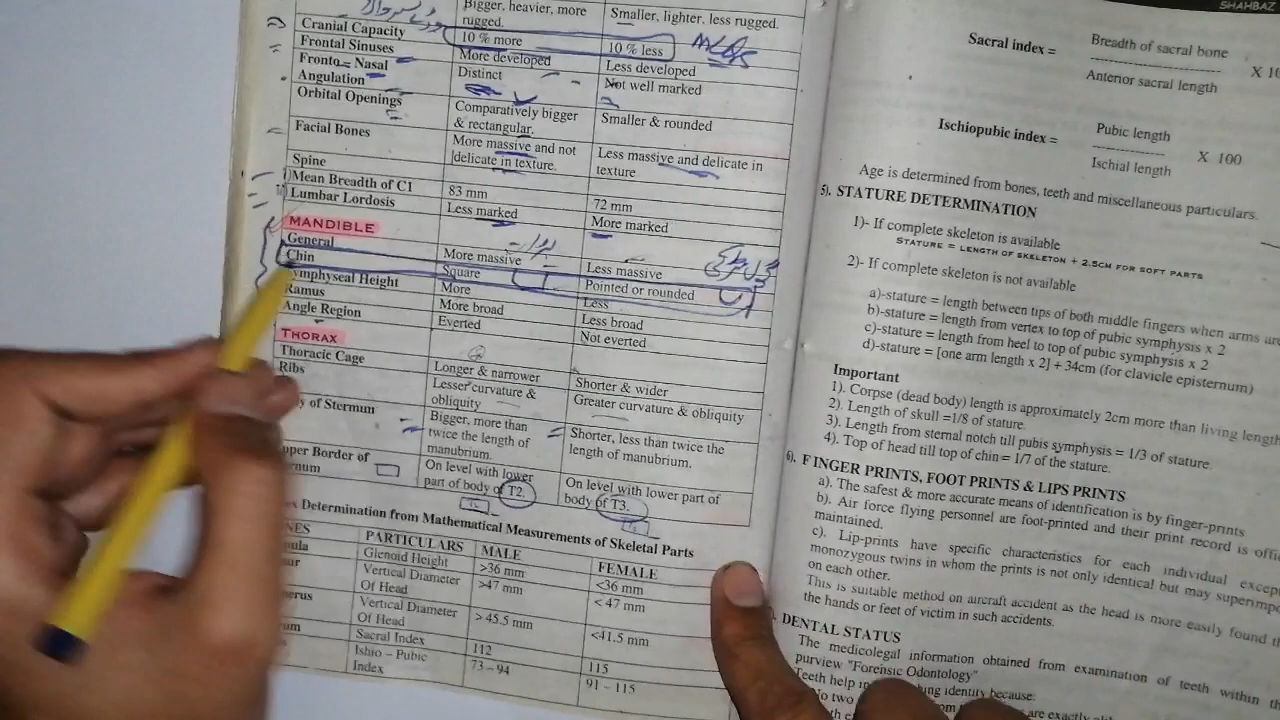 SHAHBAZ
Bigger, heavier, more rugged. Smaller, lighter, less rugged.
Cranial Capacity 10 % more 10 % less
Frontal Sinuses More developed Less developed
Fronto – Nasal Angulation Distinct Not well marked
Orbital Openings Comparatively bigger & rectangular. Smaller & rounded
Facial Bones More massive and not delicate in texture. Less massive and delicate in texture
Spine
Mean Breadth of C1 83 mm 72 mm
Lumbar Lordosis Less marked More marked
MANDIBLE
General More massive Less massive
Chin Square Pointed or rounded
Symphyseal Height More Less
Ramus More broad Less broad
Angle Region Everted Not everted
THORAX
Thoracic Cage Longer & narrower Shorter & wider
Ribs Lesser curvature & obliquity Greater curvature & obliquity
y of Sternum Bigger, more than twice the length of manubrium. Shorter, less than twice the length of manubrium.
pper Border of num On level with lower part of body of T2. On level with lower part of body of T3.
x Determination from Mathematical Measurements of Skeletal Parts
NES PARTICULARS MALE FEMALE
pula Glenoid Height >36 mm <36 mm
ur Vertical Diameter Of Head >47 mm < 47 mm
erus Vertical Diameter Of Head > 45.5 mm <41.5 mm
um Sacral Index 112 115
Ishio – Pubic Index 73 – 94 91 – 115
Sacral index = Breadth of sacral bone
Anterior sacral length X 10
Ischiopubic index = Pubic length
Ischial length X 100
Age is determined from bones, teeth and miscellaneous particulars.
5). STATURE DETERMINATION
1)- If complete skeleton is available
STATURE = LENGTH OF SKELETON + 2.5CM FOR SOFT PARTS
2)- If complete skeleton is not available
a)-stature = length between tips of both middle fingers when arms are
b)-stature = length from vertex to top of pubic symphysis x 2
c)-stature = length from heel to top of pubic symphysis x 2
d)-stature = [one arm length x 2] + 34cm (for clavicle episternum)
Important
1). Corpse (dead body) length is approximately 2cm more than living length
2). Length of skull =1/8 of stature.
3). Length from sternal notch till pubis symphysis = 1/3 of stature.
4). Top of head till top of chin = 1/7 of the stature.
6). FINGER PRINTS, FOOT PRINTS & LIPS PRINTS
a). The safest & more accurate means of identification is by finger-prints
b). Air force flying personnel are foot-printed and their print record is offic
maintained.
c). Lip-prints have specific characteristics for each individual excep
monozygous twins in whom the prints is not only identical but may superimpo
on each other.
This is suitable method on aircraft accident as the head is more easily found t
the hands or feet of victim in such accidents.
DENTAL STATUS
The medicolegal information obtained from examination of teeth within th
purview "Forensic Odontology"
Teeth help in identity because:
No two